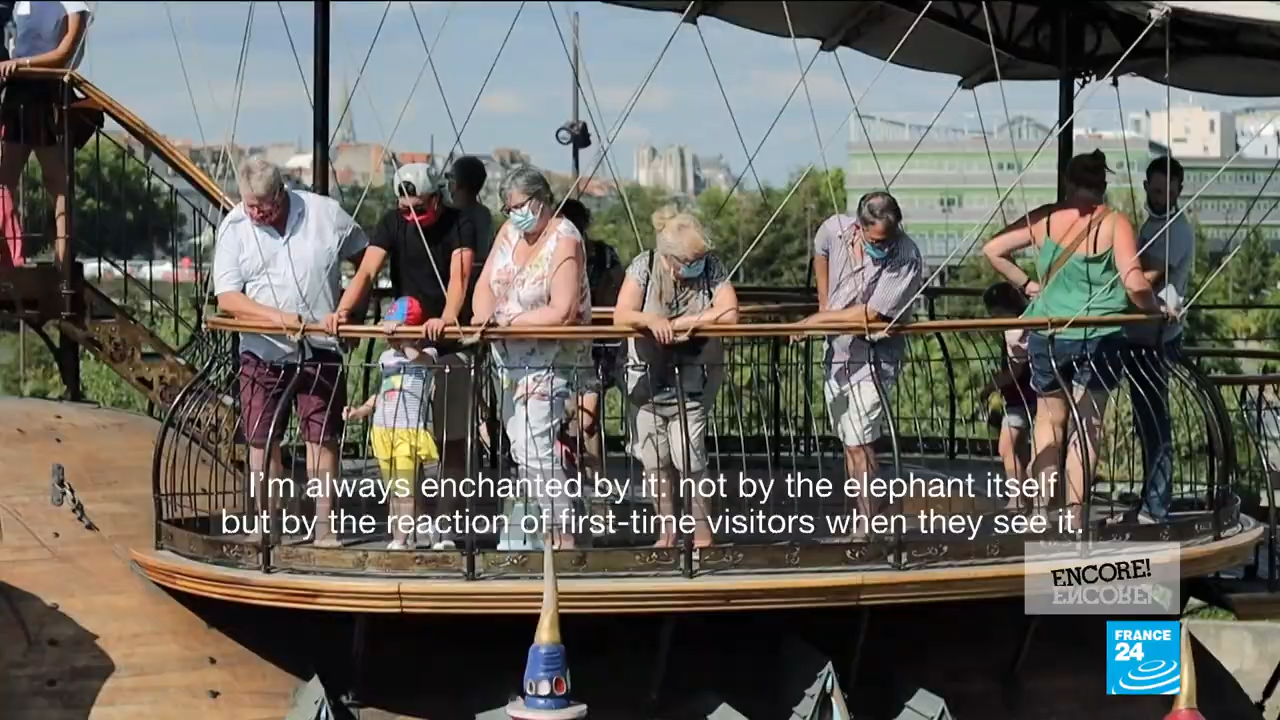 I'm always enchanted by it: not by the elephant itself
but by the reaction of first-time visitors when they see it.
ENCORE!
ENCORE!
FRANCE
24